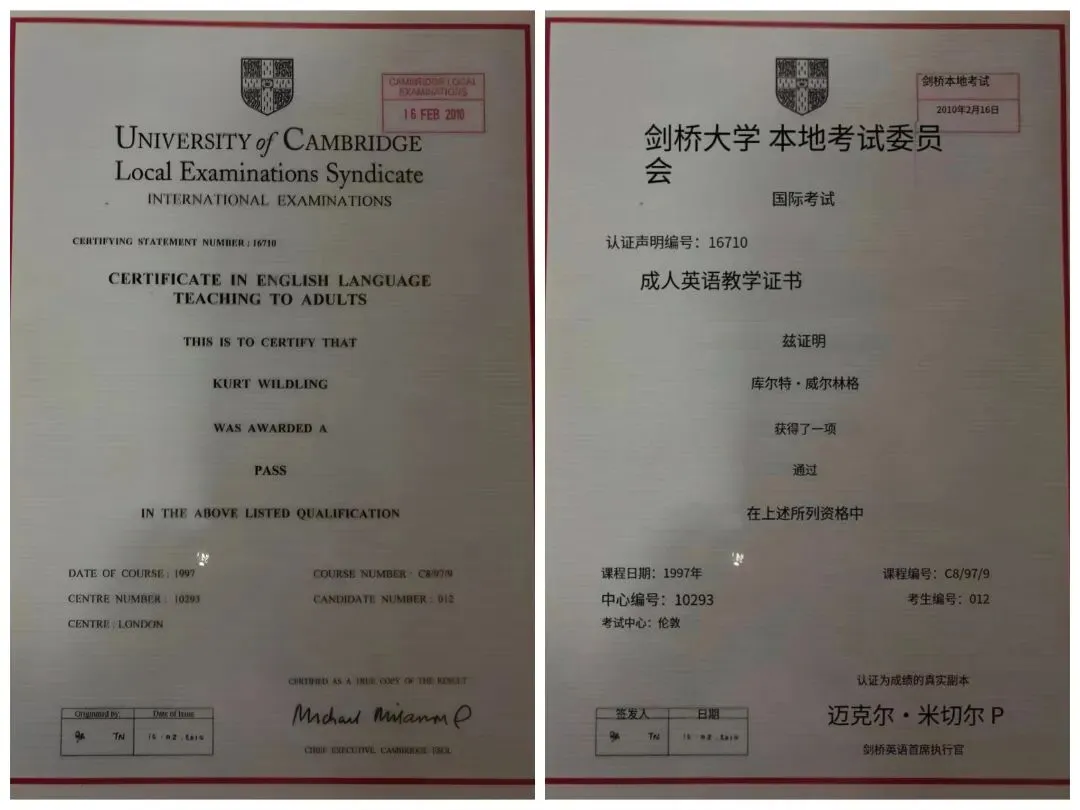 CAMBRIDGE LOCAL
EXAMINATIONS
16 FEB 2010
UNIVERSITY of CAMBRIDGE
Local Examinations Syndicate
INTERNATIONAL EXAMINATIONS
CERTIFYING STATEMENT NUMBER : 16710
CERTIFICATE IN ENGLISH LANGUAGE
TEACHING TO ADULTS
THIS IS TO CERTIFY THAT
KURT WILDLING
WAS AWARDED A
PASS
IN THE ABOVE LISTED QUALIFICATION
DATE OF COURSE : 1997
COURSE NUMBER : C8/97/9
CENTRE NUMBER : 10293
CANDIDATE NUMBER : 012
CENTRE : LONDON
CERTIFIED AS A TRUE COPY OF THE RESULT
Originated by:
Date of Issue
Michael
CHIEF EXECUTIVE, CAMBRIDGE ESOL
剑桥本地考试
2010年2月16日
剑桥大学 本地考试委员
会
国际考试
认证声明编号：16710
成人英语教学证书
兹证明
库尔特·威尔林格
获得了一项
通过
在上述所列资格中
课程日期：1997年
课程编号：C8/97/9
中心编号：10293
考生编号：012
考试中心：伦敦
认证为成绩的真实副本
签发人
日期
迈克尔·米切尔 P
剑桥英语首席执行官